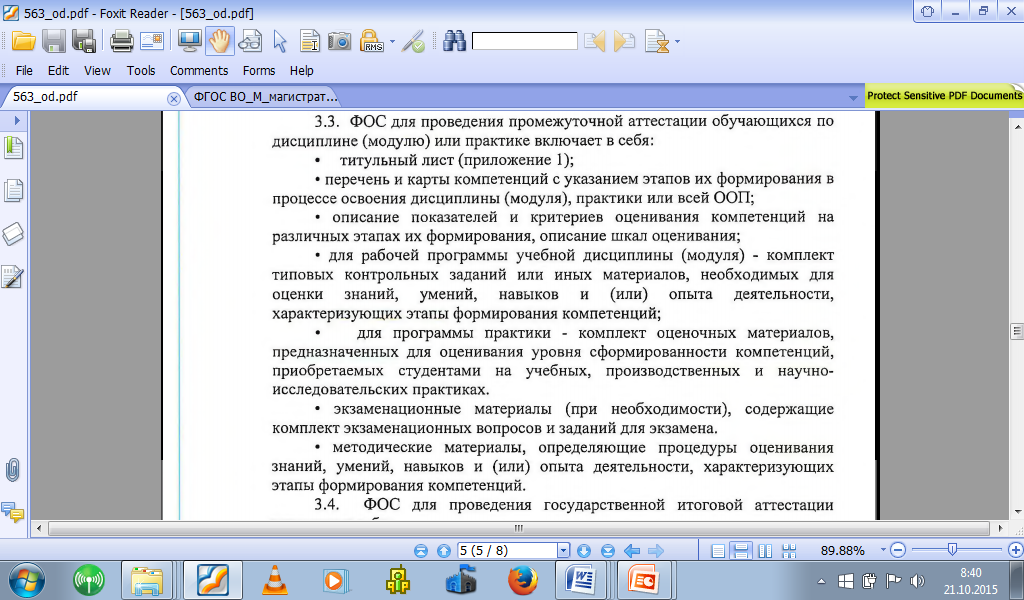 563_od.pdf - Foxit Reader - [563_od.pdf]
RMS
File Edit View Tools Comments Forms Help
563_od.pdf
ФГОС ВО_М_магистрат...
Protect Sensitive PDF Documents
3.3. ФОС для проведения промежуточной аттестации обучающихся по
дисциплине (модулю) или практике включает в себя:
• титульный лист (приложение 1);
• перечень и карты компетенций с указанием этапов их формирования в
процессе освоения дисциплины (модуля), практики или всей ООП;
• описание показателей и критериев оценивания компетенций на
различных этапах их формирования, описание шкал оценивания;
• для рабочей программы учебной дисциплины (модуля) - комплект
типовых контрольных заданий или иных материалов, необходимых для
оценки знаний, умений, навыков и (или) опыта деятельности,
характеризующих этапы формирования компетенций;
• для программы практики - комплект оценочных материалов,
предназначенных для оценивания уровня сформированности компетенций,
приобретаемых студентами на учебных, производственных и научно-
исследовательских практиках.
• экзаменационные материалы (при необходимости), содержащие
комплект экзаменационных вопросов и заданий для экзамена.
• методические материалы, определяющие процедуры оценивания
знаний, умений, навыков и (или) опыта деятельности, характеризующих
этапы формирования компетенций.
3.4. ФОС для проведения государственной итоговой аттестации
5 (5 / 8)
89.88%
8:40
21.10.2015